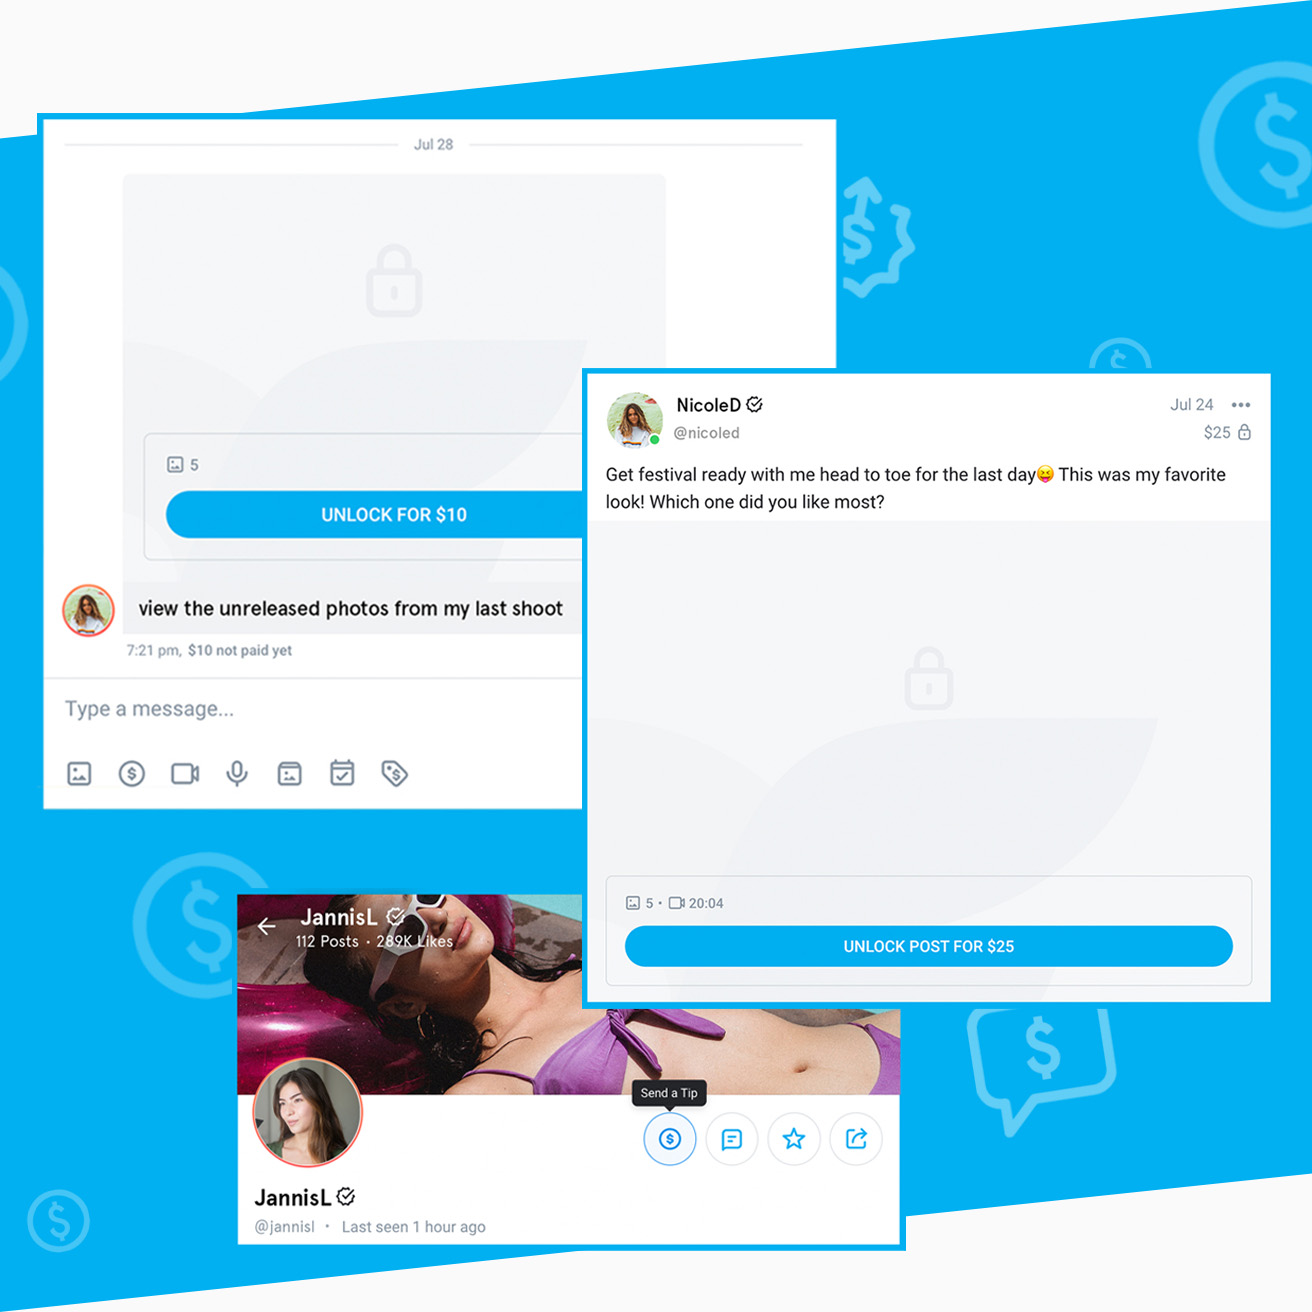 Jul 28
5
UNLOCK FOR $10
view the unreleased photos from my last shoot
7:21 pm, $10 not paid yet
Type a message...
NicoleD
@nicoled
Jul 24
$25
Get festival ready with me head to toe for the last day😝 This was my favorite
look! Which one did you like most?
5 • 20:04
UNLOCK POST FOR $25
JannisL
112 Posts • 289K Likes
Send a Tip
JannisL
@jannisl • Last seen 1 hour ago